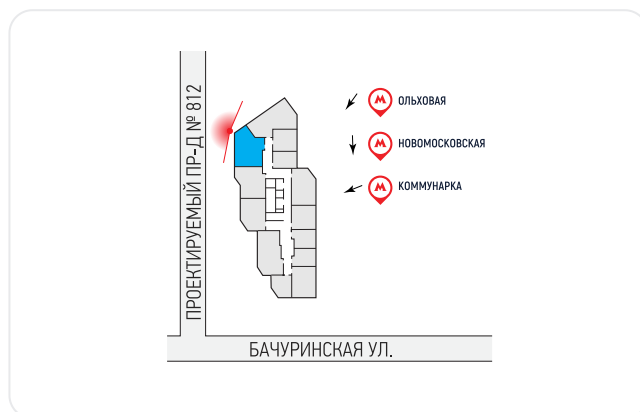 ПРОЕКТИРУЕМЫЙ ПР-Д № 812
М ОЛЬХОВАЯ
М НОВОМОСКОВСКАЯ
М КОММУНАРКА
БАЧУРИНСКАЯ УЛ.